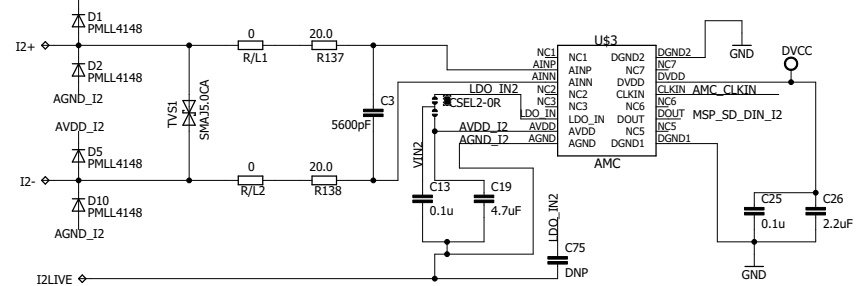 D1
PMLL4148
I2+
D2
PMLL4148
AGND_I2
AVDD_I2
D5
PMLL4148
I2-
D10
PMLL4148
AGND_I2
I2LIVE
TVS1
SMAJ5.0CA
0
R/L1
20.0
R137
C3
5600pF
0
R/L2
20.0
R138
LDO_IN2
CSEL2-0R
AVDD_I2
AGND_I2
VIN2
C13
0.1u
C19
4.7uF
LDO_IN2
C75
DNP
U$3
NC1
AINP
AINN
NC2
NC3
LDO_IN
AVDD
AGND
NC1
AINP
AINN
NC2
NC3
LDO_IN
AVDD
AGND
DGND2
NC7
DVDD
CLKIN
NC6
DOUT
NC5
DGND1
DGND2
NC7
DVDD
CLKIN
NC6
DOUT
NC5
DGND1
AMC
GND
DVCC
AMC_CLKIN
MSP_SD_DIN_I2
C25
0.1u
C26
2.2uF
GND